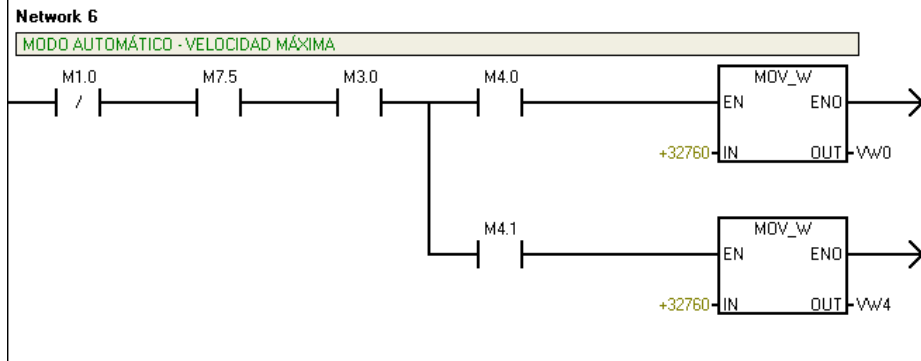 Network 6
MODO AUTOMÁTICO - VELOCIDAD MÁXIMA
M1.0 M7.5 M3.0 M4.0 MOV_W
/ EN ENO
+32760 IN OUT VW0
M4.1 MOV_W
EN ENO
+32760 IN OUT VW4